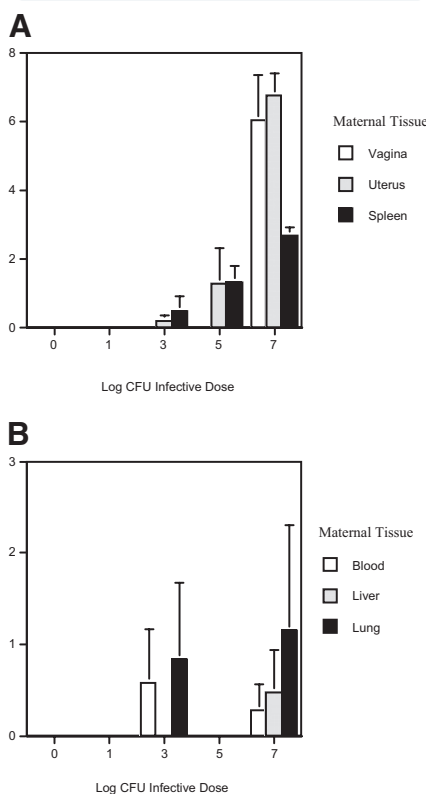 A
8
6
4
2
0
0 1 3 5 7
Log CFU Infective Dose
Maternal Tissue
Vagina
Uterus
Spleen
B
3
2
1
0
0 1 3 5 7
Log CFU Infective Dose
Maternal Tissue
Blood
Liver
Lung